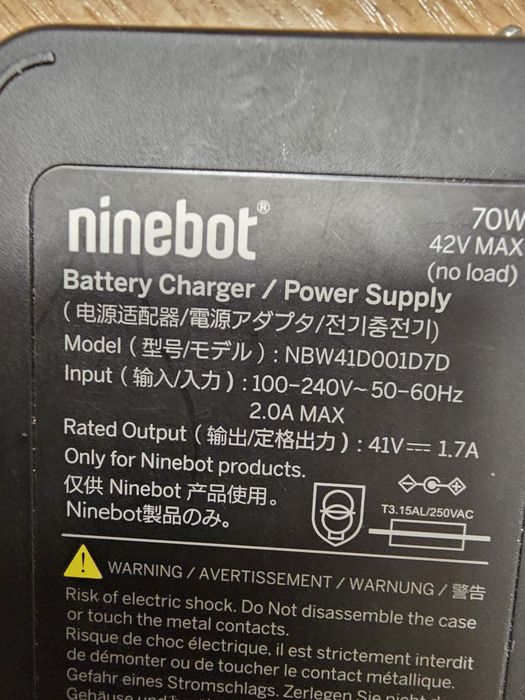 ninebot®
70W
42V MAX
(no load)
Battery Charger / Power Supply
(电源适配器/電源アダプタ/전기충전기)
Model (型号/モデル) : NBW41D001D7D
Input (输入/入力) : 100-240V~ 50-60Hz
2.0A MAX
Rated Output (输出/定格出力) : 41V⎓ 1.7A
Only for Ninebot products.
仅供 Ninebot 产品使用。
Ninebot製品のみ。
T3.15AL/250VAC
WARNING / AVERTISSEMENT / WARNUNG / 警告
Risk of electric shock. Do Not disassemble the case
or touch the metal contacts.
Risque de choc électrique, il est strictement interdit
de démonter ou de toucher le contact métallique.
Gefahr eines Stromschlags. Zerlegen Sie nicht
Gehäuse und